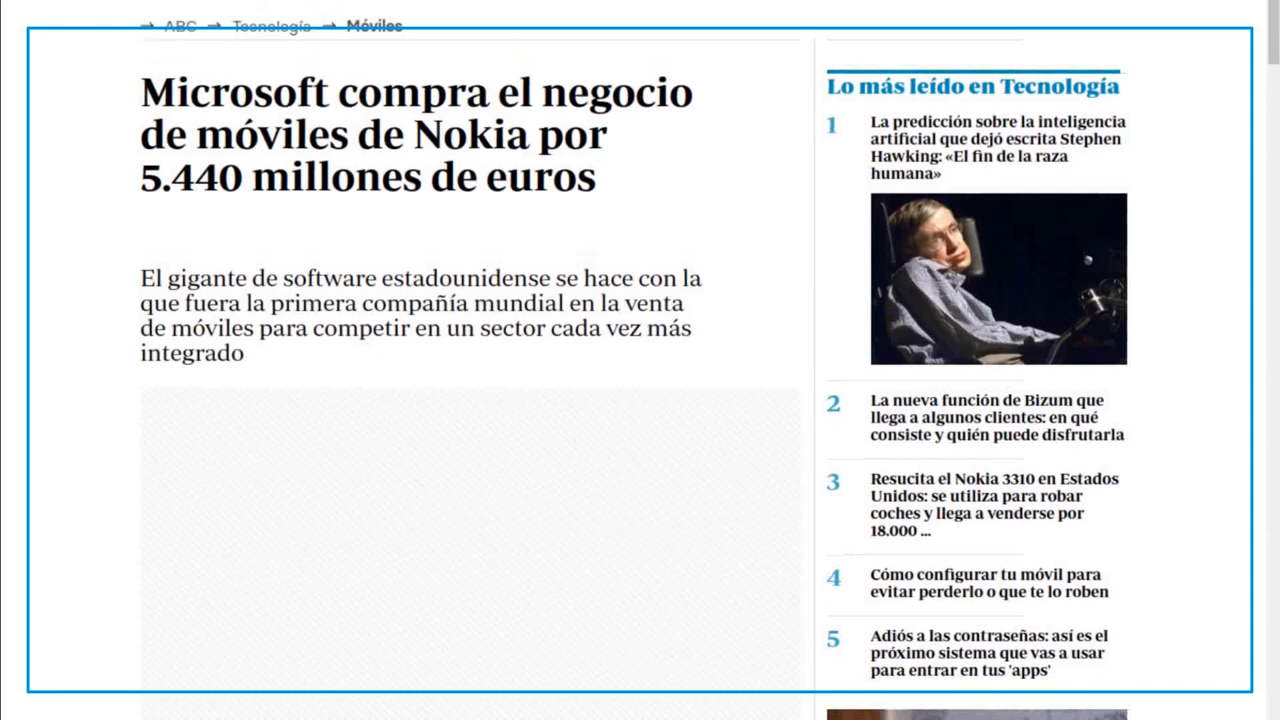 → ABC → Tecnología → Móviles
Microsoft compra el negocio
de móviles de Nokia por
5.440 millones de euros
El gigante de software estadounidense se hace con la
que fuera la primera compañía mundial en la venta
de móviles para competir en un sector cada vez más
integrado
Lo más leído en Tecnología
1
La predicción sobre la inteligencia
artificial que dejó escrita Stephen
Hawking: «El fin de la raza
humana»
2
La nueva función de Bizum que
llega a algunos clientes: en qué
consiste y quién puede disfrutarla
3
Resucita el Nokia 3310 en Estados
Unidos: se utiliza para robar
coches y llega a venderse por
18.000 ...
4
Cómo configurar tu móvil para
evitar perderlo o que te lo roben
5
Adiós a las contraseñas: así es el
próximo sistema que vas a usar
para entrar en tus 'apps'